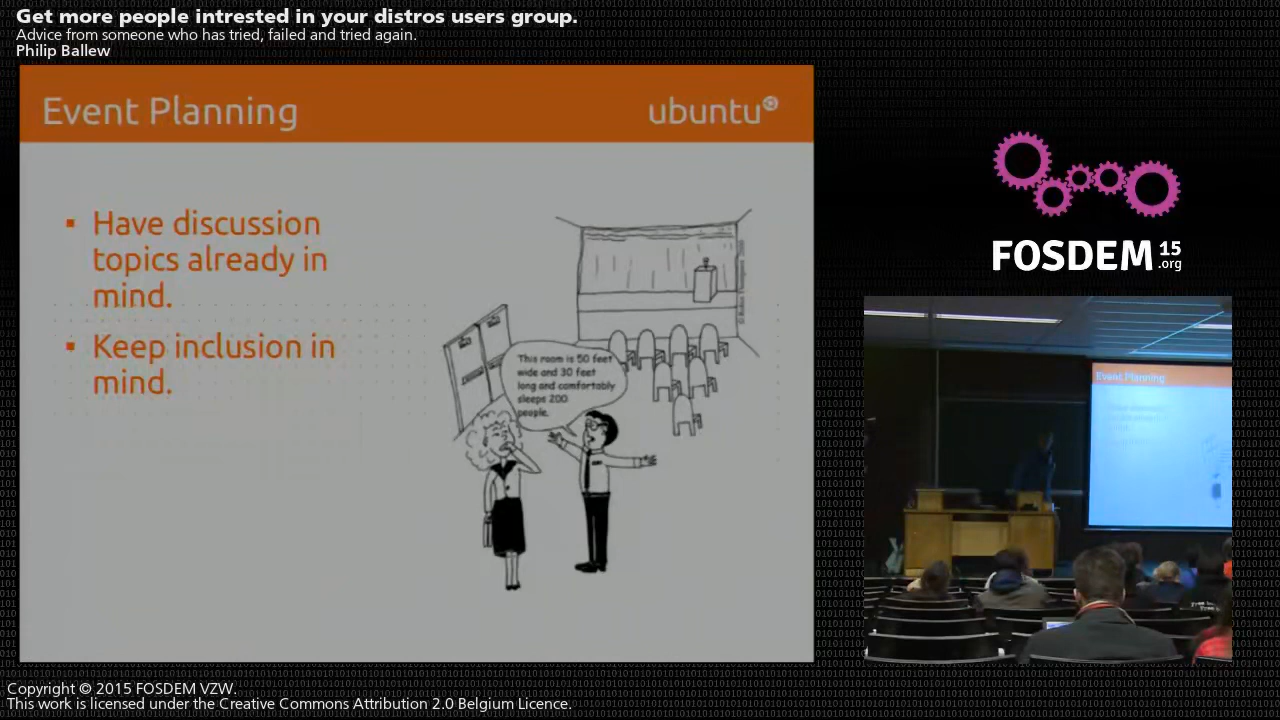 Get more people intrested in your distros users group.
Advice from someone who has tried, failed and tried again.
Philip Ballew
Event Planning
ubuntu
Have discussion
topics already in
mind.
Keep inclusion in
mind.
This room is 50 feet
wide and 30 feet
long and comfortably
sleeps 200
people.
FOSDEM 15
.org
Event Planning
Copyright © 2015 FOSDEM VZW.
This work is licensed under the Creative Commons Attribution 2.0 Belgium Licence.